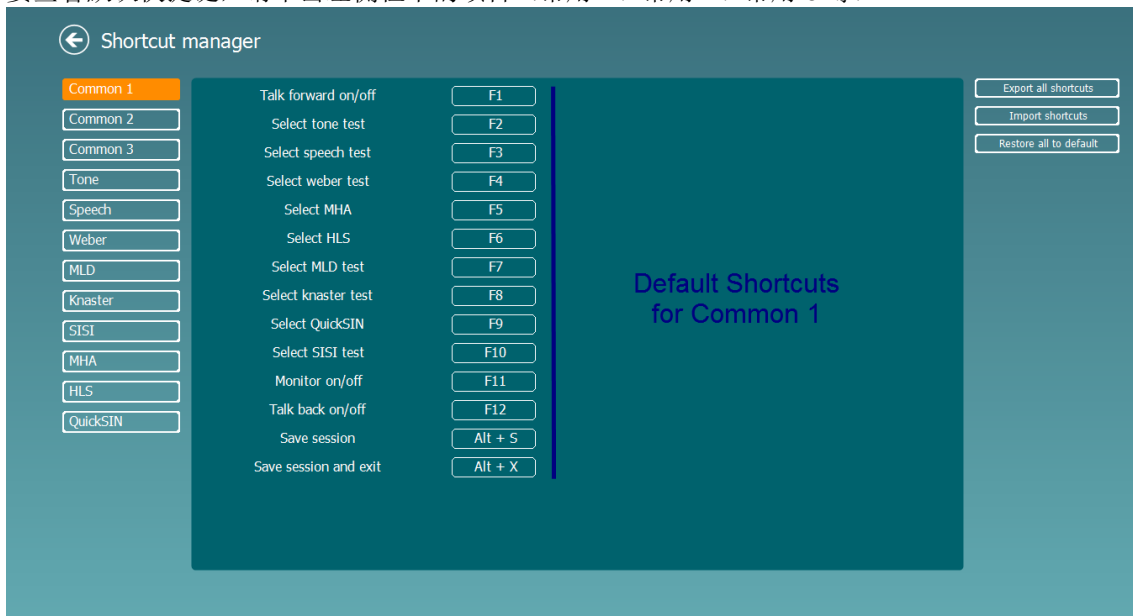 Shortcut manager
Common 1
Common 2
Common 3
Tone
Speech
Weber
MLD
Knaster
SISI
MHA
HLS
QuickSIN
Talk forward on/off F1
Select tone test F2
Select speech test F3
Select weber test F4
Select MHA F5
Select HLS F6
Select MLD test F7
Select knaster test F8
Select QuickSIN F9
Select SISI test F10
Monitor on/off F11
Talk back on/off F12
Save session Alt + S
Save session and exit Alt + X
Default Shortcuts
for Common 1
Export all shortcuts
Import shortcuts
Restore all to default